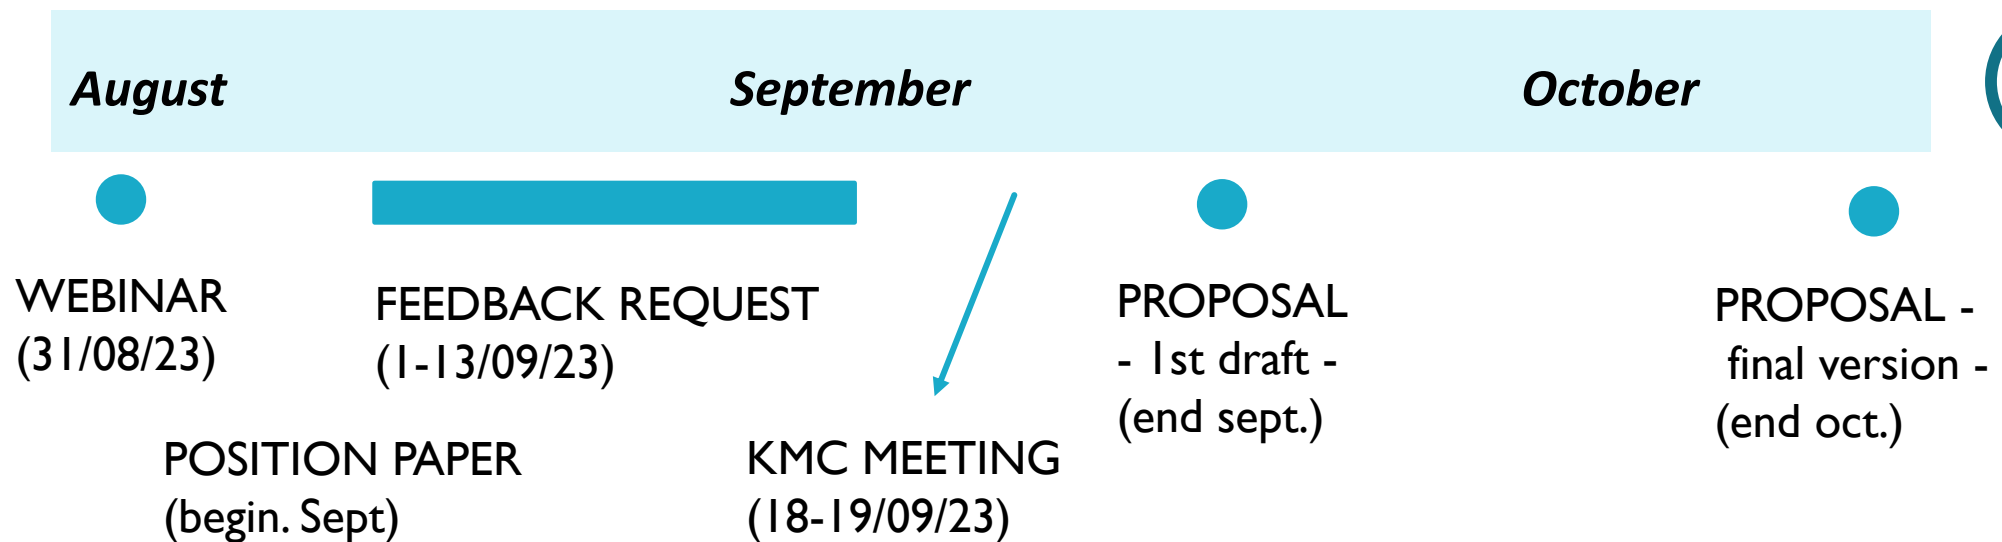 August
September
October
WEBINAR
(31/08/23)
FEEDBACK REQUEST
(1-13/09/23)
PROPOSAL
- 1st draft -
(end sept.)
PROPOSAL -
final version -
(end oct.)
POSITION PAPER
(begin. Sept)
KMC MEETING
(18-19/09/23)